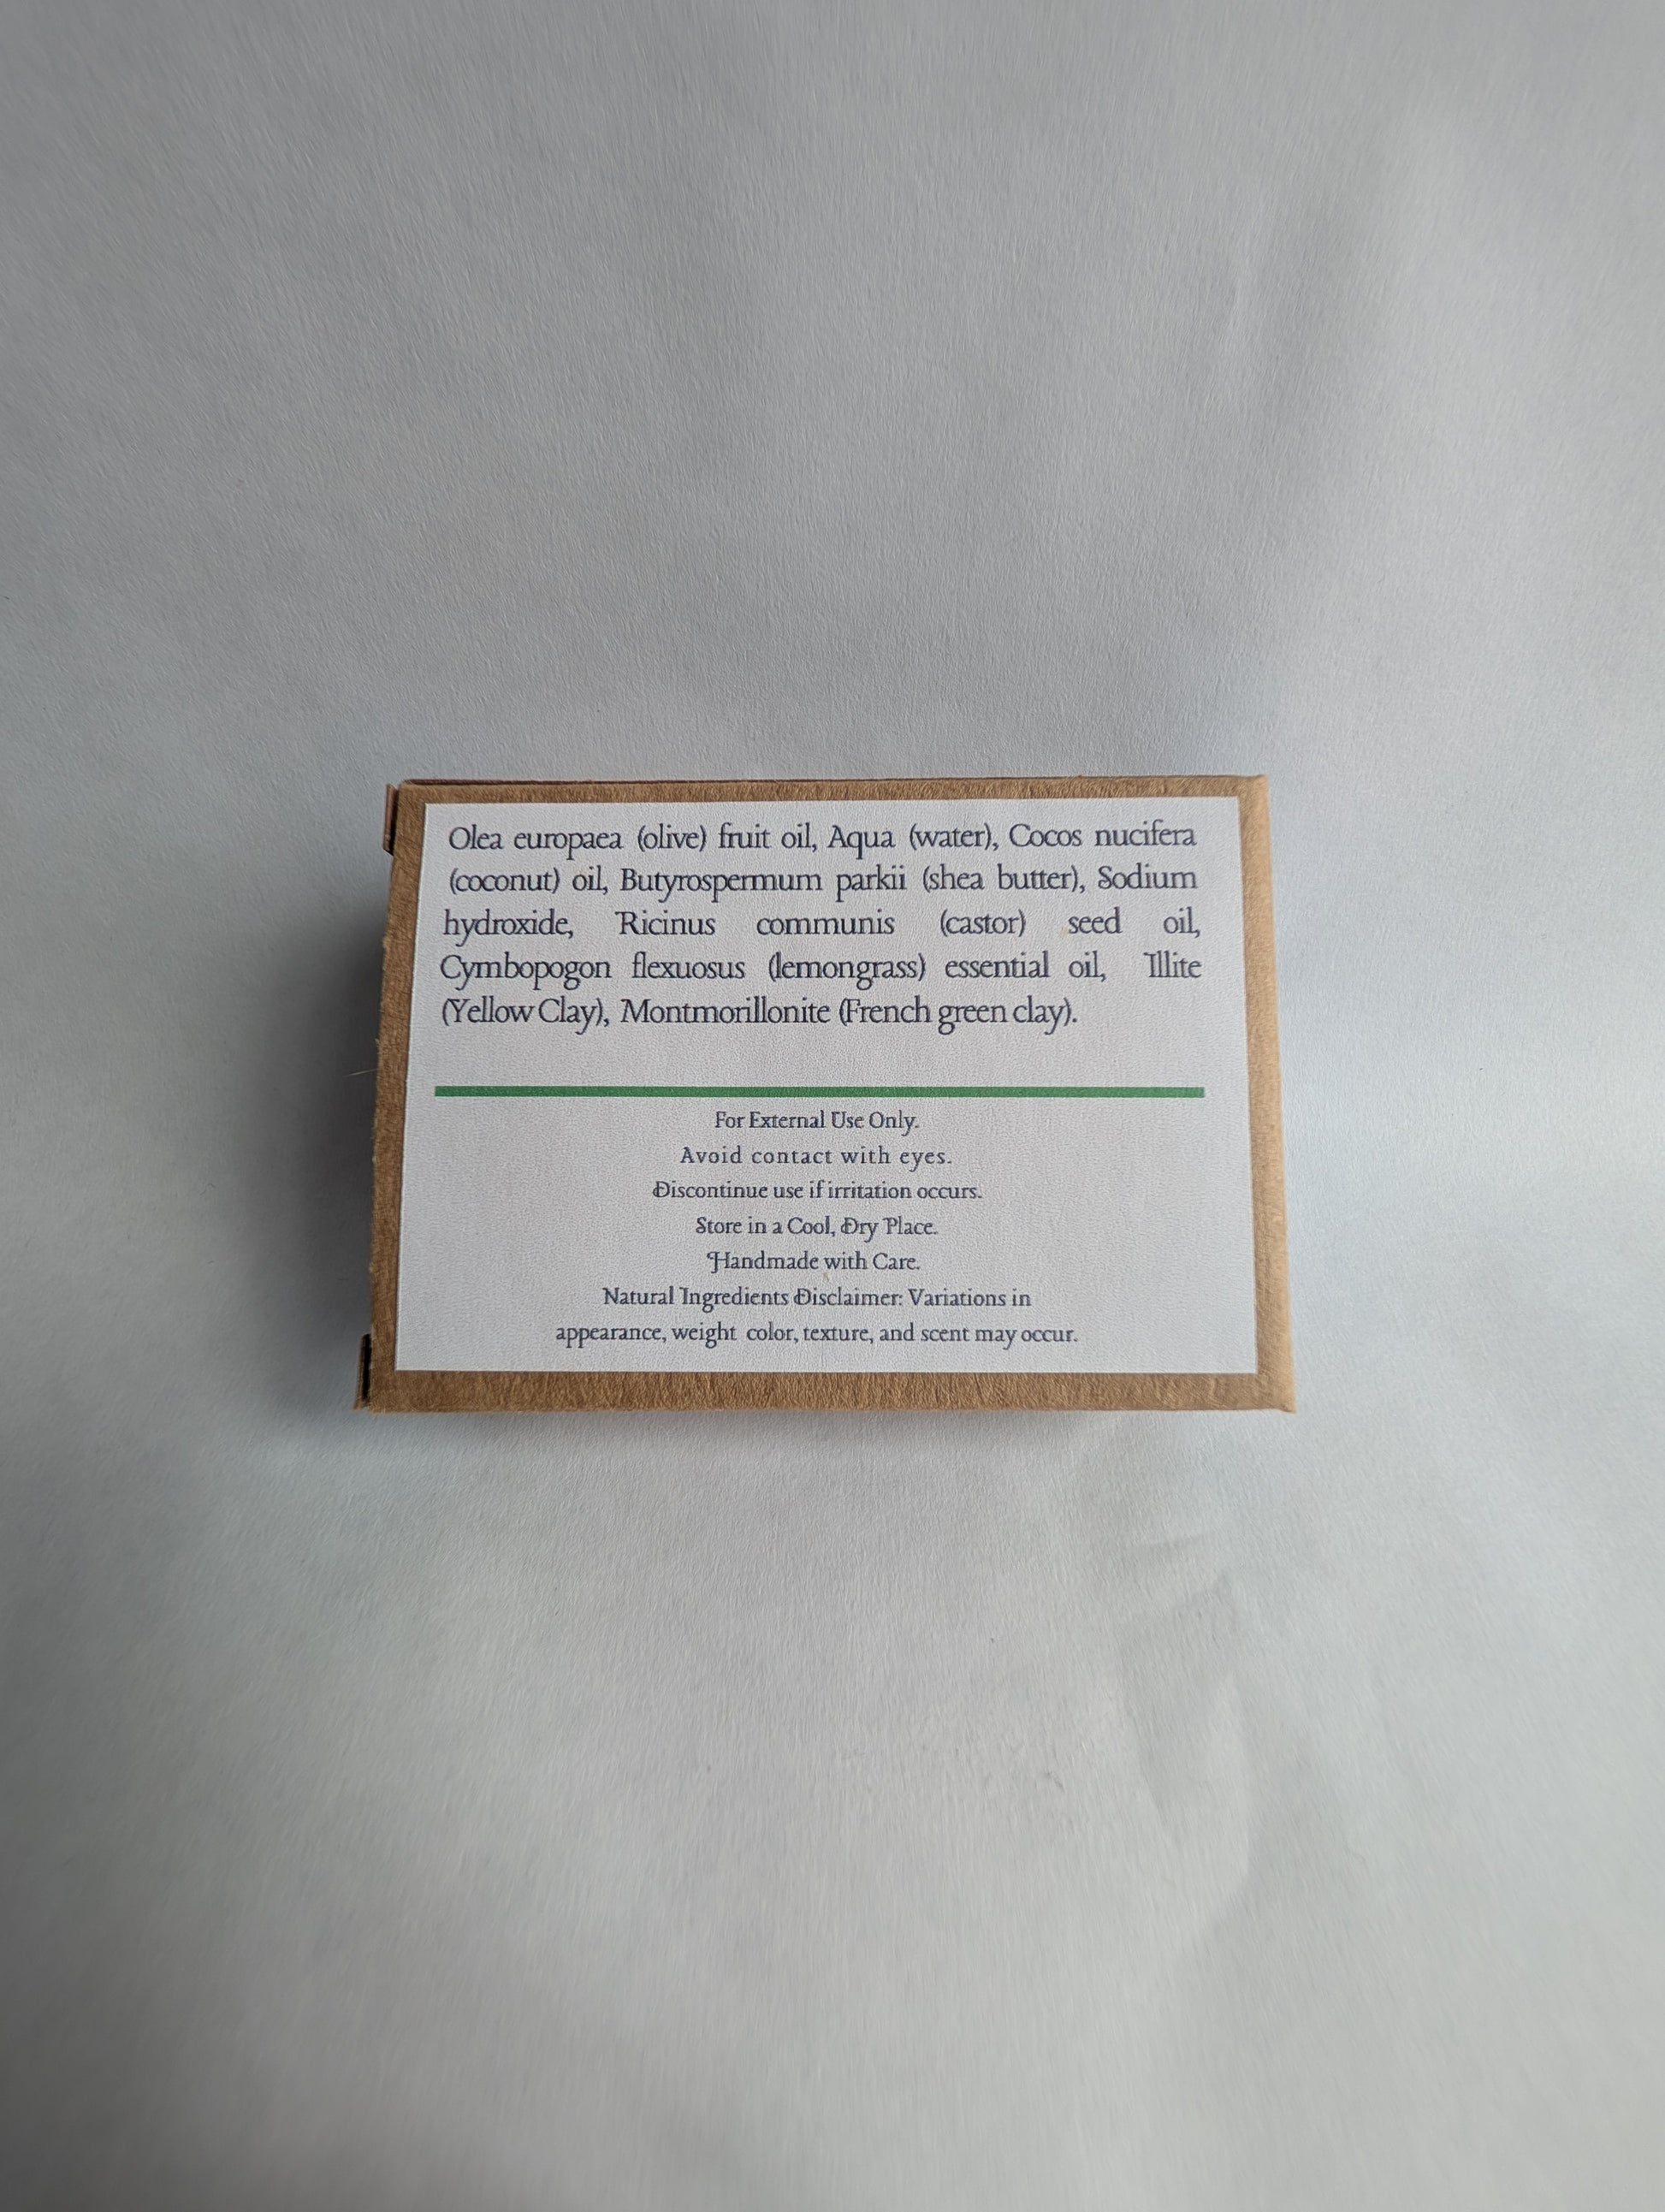 Olea europaea (olive) fruit oil, Aqua (water), Cocos nucifera
(coconut) oil, Butyrospermum parkii (shea butter), Sodium
hydroxide, Ricinus communis (castor) seed oil,
Cymbopogon flexuosus (lemongrass) essential oil, Illite
(Yellow Clay), Montmorillonite (French green clay).
For External Use Only.
Avoid contact with eyes.
Discontinue use if irritation occurs.
Store in a Cool, Dry Place.
Handmade with Care.
Natural Ingredients Disclaimer: Variations in
appearance, weight color, texture, and scent may occur.